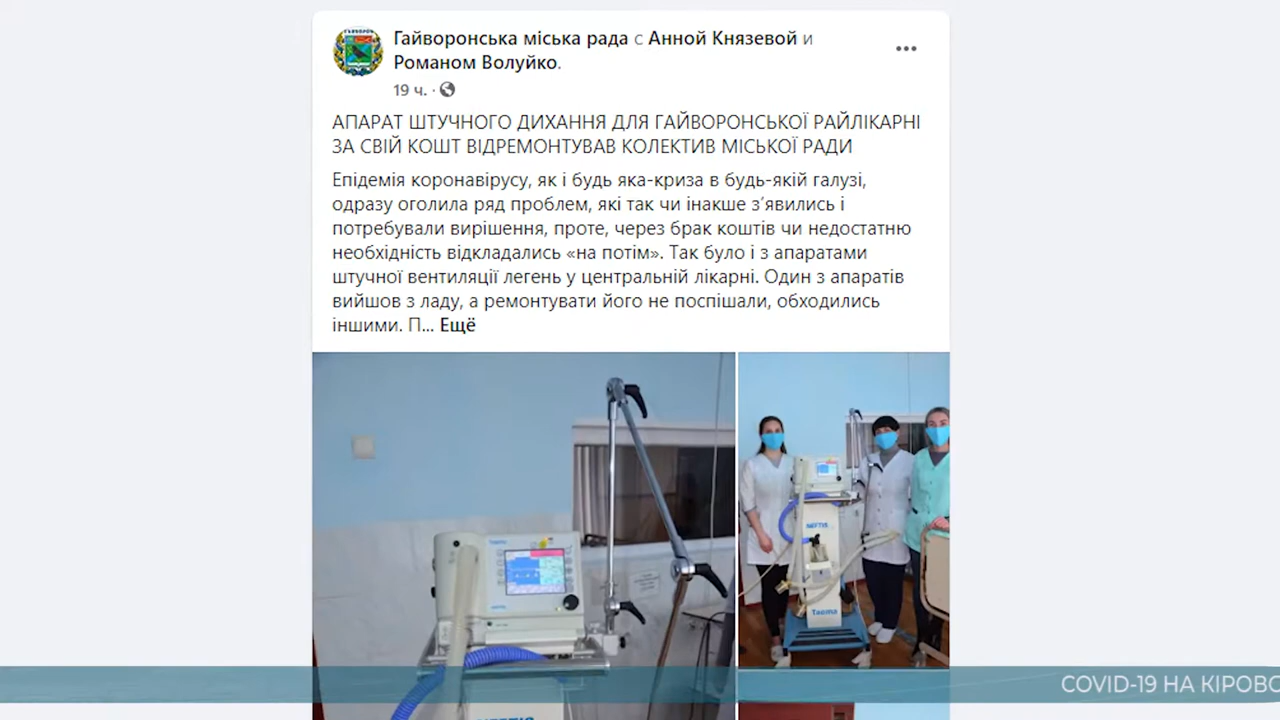 Гайворонська міська рада с Анной Князевой и
Романом Волуйко.
19 ч. ·
АПАРАТ ШТУЧНОГО ДИХАННЯ ДЛЯ ГАЙВОРОНСЬКОЇ РАЙЛІКАРНІ
ЗА СВІЙ КОШТ ВІДРЕМОНТУВАВ КОЛЕКТИВ МІСЬКОЇ РАДИ
Епідемія коронавірусу, як і будь яка-криза в будь-якій галузі,
одразу оголила ряд проблем, які так чи інакше з’явились і
потребували вирішення, проте, через брак коштів чи недостатню
необхідність відкладались «на потім». Так було і з апаратами
штучної вентиляції легень у центральній лікарні. Один з апаратів
вийшов з ладу, а ремонтувати його не поспішали, обходились
іншими. П... Ещё
NEFTIS
Taema
COVID-19 НА КІРОВО